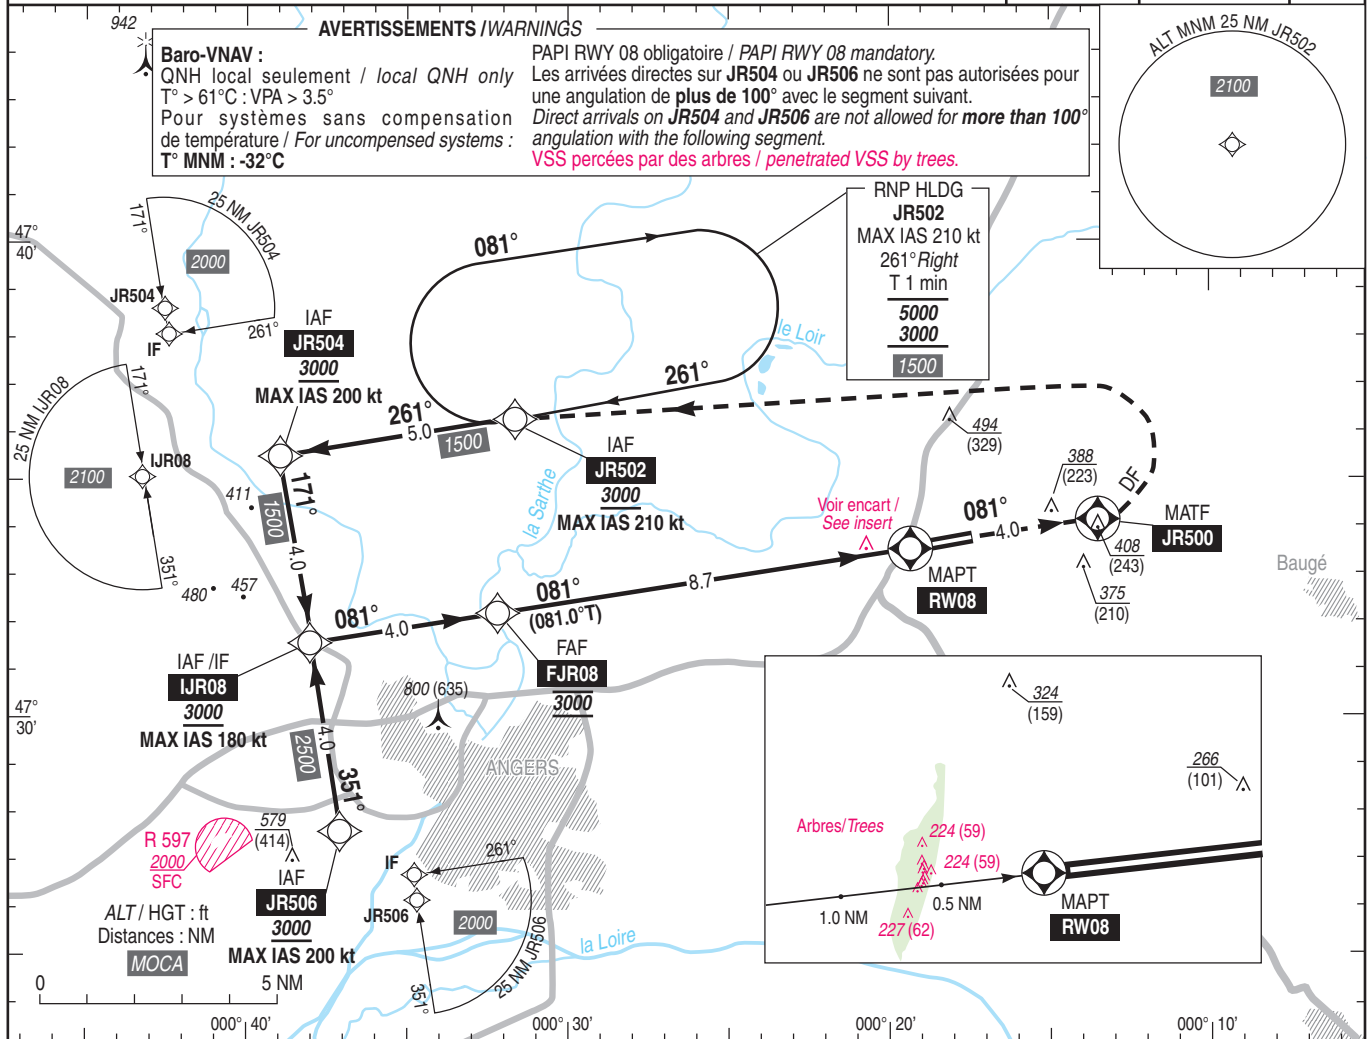 942
AVERTISSEMENTS / WARNINGS
Baro-VNAV :
QNH local seulement / local QNH only
T° > 61°C : VPA > 3.5°
Pour systèmes sans compensation
de température / For uncompensed systems :
T° MNM : -32°C
PAPI RWY 08 obligatoire / PAPI RWY 08 mandatory.
Les arrivées directes sur JR504 ou JR506 ne sont pas autorisées pour
une angulation de plus de 100° avec le segment suivant.
Direct arrivals on JR504 and JR506 are not allowed for more than 100°
angulation with the following segment.
VSS percées par des arbres / penetrated VSS by trees.
ALT MNM 25 NM JR502
2100
47°
40'
171°
25 NM JR504
2000
JR504
IF
261°
25 NM IJR08
171°
2100
IJR08
351°
IAF
JR504
3000
MAX IAS 200 kt
081°
261°
RNP HLDG
JR502
MAX IAS 210 kt
261° Right
T 1 min
5000
3000
1500
le Loir
261°
5.0
1500
IAF
JR502
3000
MAX IAS 210 kt
la Sarthe
494
(329)
388
(223)
DF
411
480
457
171°
1500
4.0
Voir encart /
See insert
081°
4.0
MATF
JR500
408
(243)
375
(210)
MAPT
RW08
Baugé
081°
4.0
081°
(081.0°T)
8.7
FAF
FJR08
3000
IAF /IF
IJR08
3000
MAX IAS 180 kt
47°
30'
800 (635)
ANGERS
2500
4.0
351°
R 597
2000
SFC
579
(414)
IAF
JR506
3000
MAX IAS 200 kt
ALT / HGT : ft
Distances : NM
MOCA
0
5 NM
IF
261°
JR506
2000
351°
25 NM JR506
la Loire
324
(159)
266
(101)
Arbres/Trees
224 (59)
224 (59)
227 (62)
1.0 NM
0.5 NM
MAPT
RW08
000° 40'
000° 30'
000° 20'
000° 10'